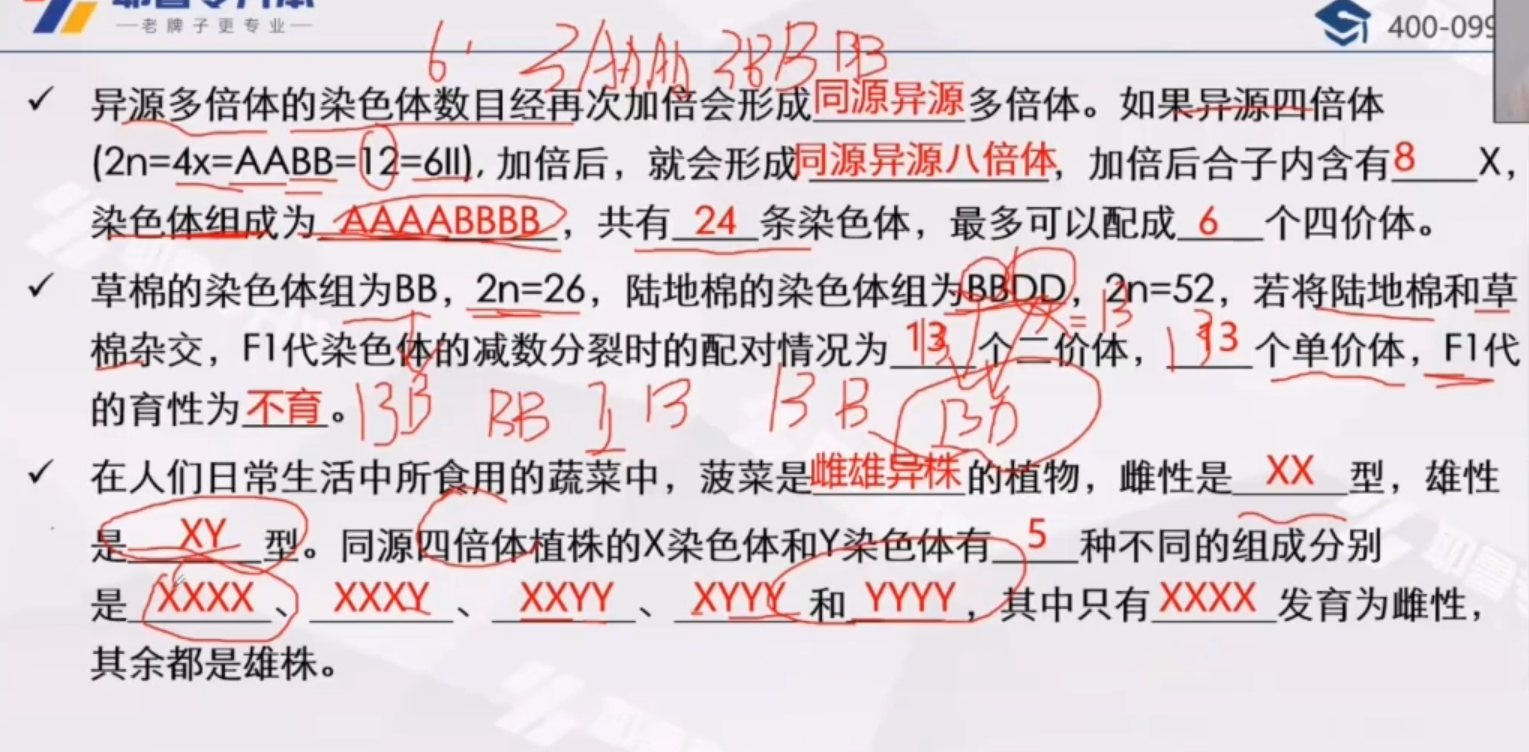 老牌子更专业
400-099
6
3AAAA 3BBBB
✓ 异源多倍体的染色体数目经再次加倍会形成同源异源多倍体。如果异源四倍体
(2n=4x=AABB=12=6II), 加倍后，就会形成同源异源八倍体，加倍后合子内含有8X，
染色体组成为AAAABBBB，共有24条染色体，最多可以配成6个四价体。
✓ 草棉的染色体组为BB，2n=26，陆地棉的染色体组为BBDD，2n=52，若将陆地棉和草
x=13
棉杂交，F1代染色体的减数分裂时的配对情况为13个二价体，13个单价体，F1代
的育性为不育。
13B BB II 13 13 B BD
✓ 在人们日常生活中所食用的蔬菜中，菠菜是雌雄异株的植物，雌性是XX型，雄性
是XY型。同源四倍体植株的X染色体和Y染色体有5种不同的组成分别
是XXXX、XXXY、XXYY、XYYY和YYYY，其中只有XXXX发育为雌性，
其余都是雄株。